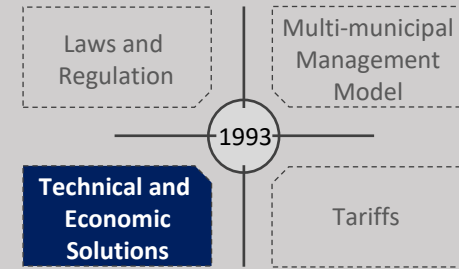 Laws and
Regulation
Multi-municipal
Management
Model
1993
Technical and
Economic
Solutions
Tariffs